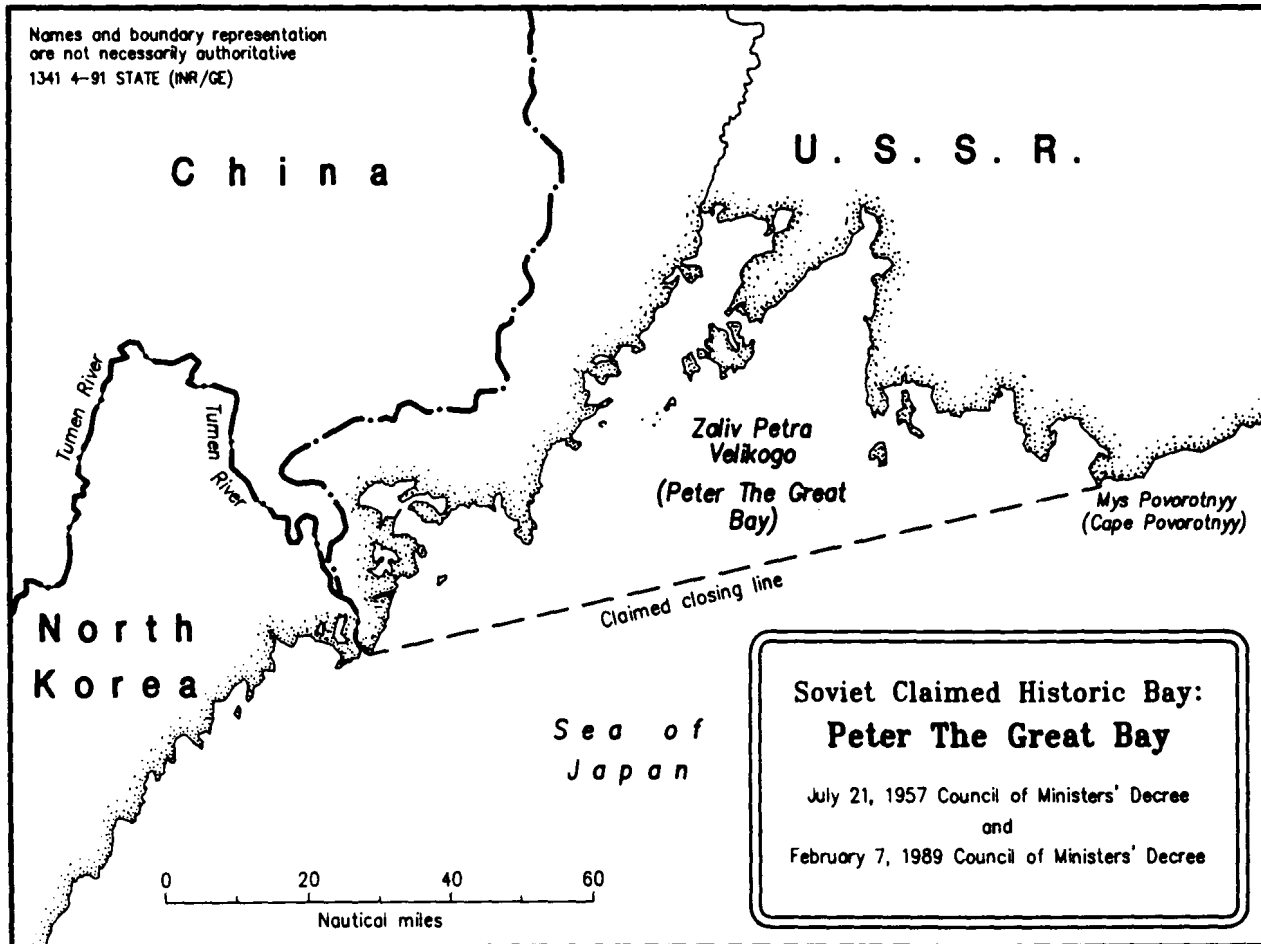 Names and boundary representation
are not necessarily authoritative
1341 4-91 STATE (INR/GE)
China
U.S.S.R.
Tumen River
Tumen River
Zaliv Petra
Velikogo
(Peter The Great
Bay)
Mys Povorotnyy
(Cape Povorotnyy)
Claimed closing line
North
Korea
Sea of
Japan
Soviet Claimed Historic Bay:
Peter The Great Bay
July 21, 1957 Council of Ministers' Decree
and
February 7, 1989 Council of Ministers' Decree
0 20 40 60
Nautical miles